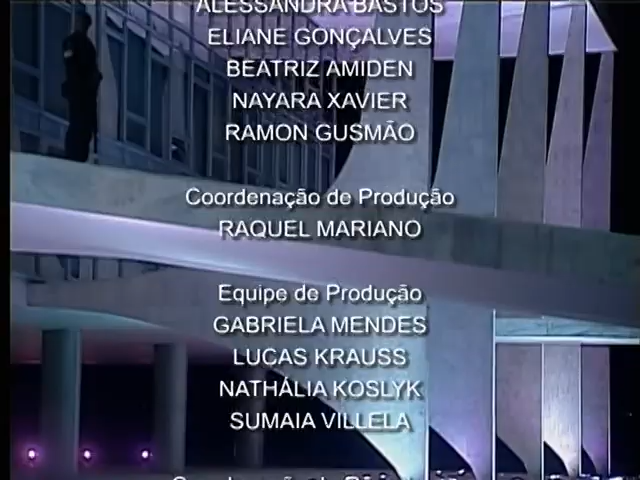 ALESSANDRA BASTOS
ELIANE GONÇALVES
BEATRIZ AMIDEN
NAYARA XAVIER
RAMON GUSMÃO
Coordenação de Produção
RAQUEL MARIANO
Equipe de Produção
GABRIELA MENDES
LUCAS KRAUSS
NATHÁLIA KOSLYK
SUMAIA VILLELA